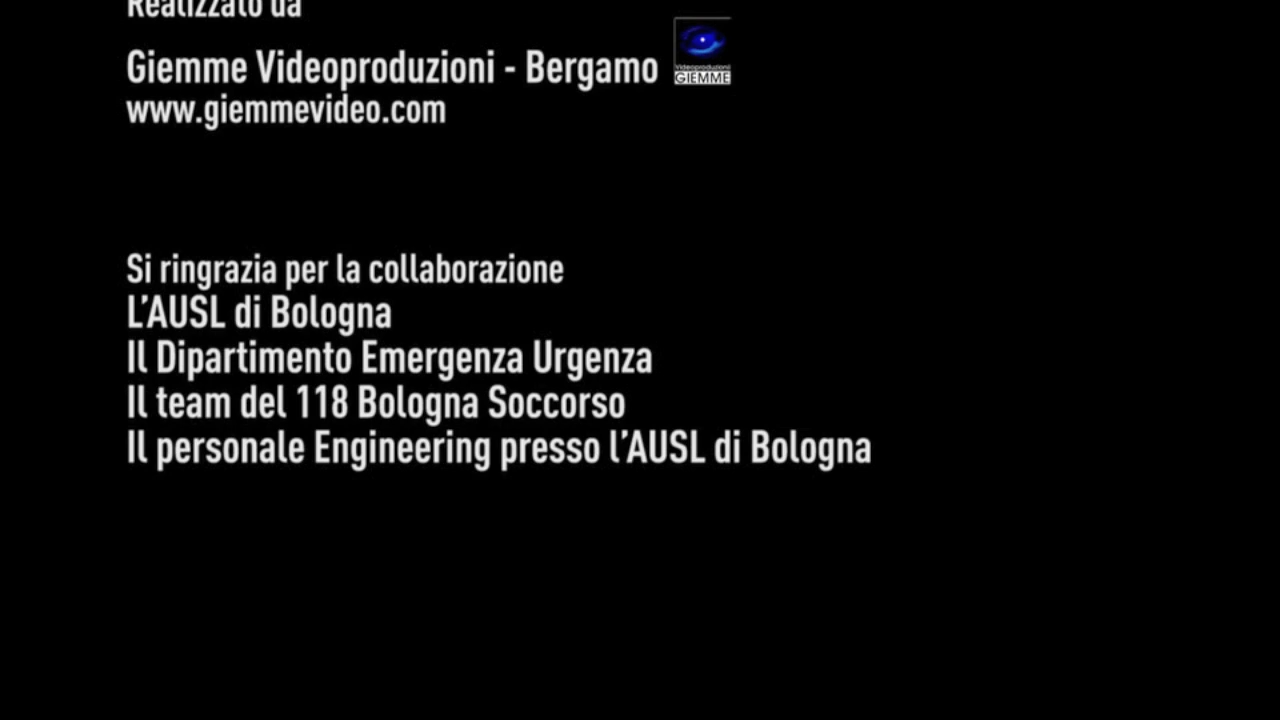 Realizzato da
Giemme Videoproduzioni - Bergamo
Videoproduzioni
GIEMME
www.giemmevideo.com
Si ringrazia per la collaborazione
L’AUSL di Bologna
Il Dipartimento Emergenza Urgenza
Il team del 118 Bologna Soccorso
Il personale Engineering presso l’AUSL di Bologna